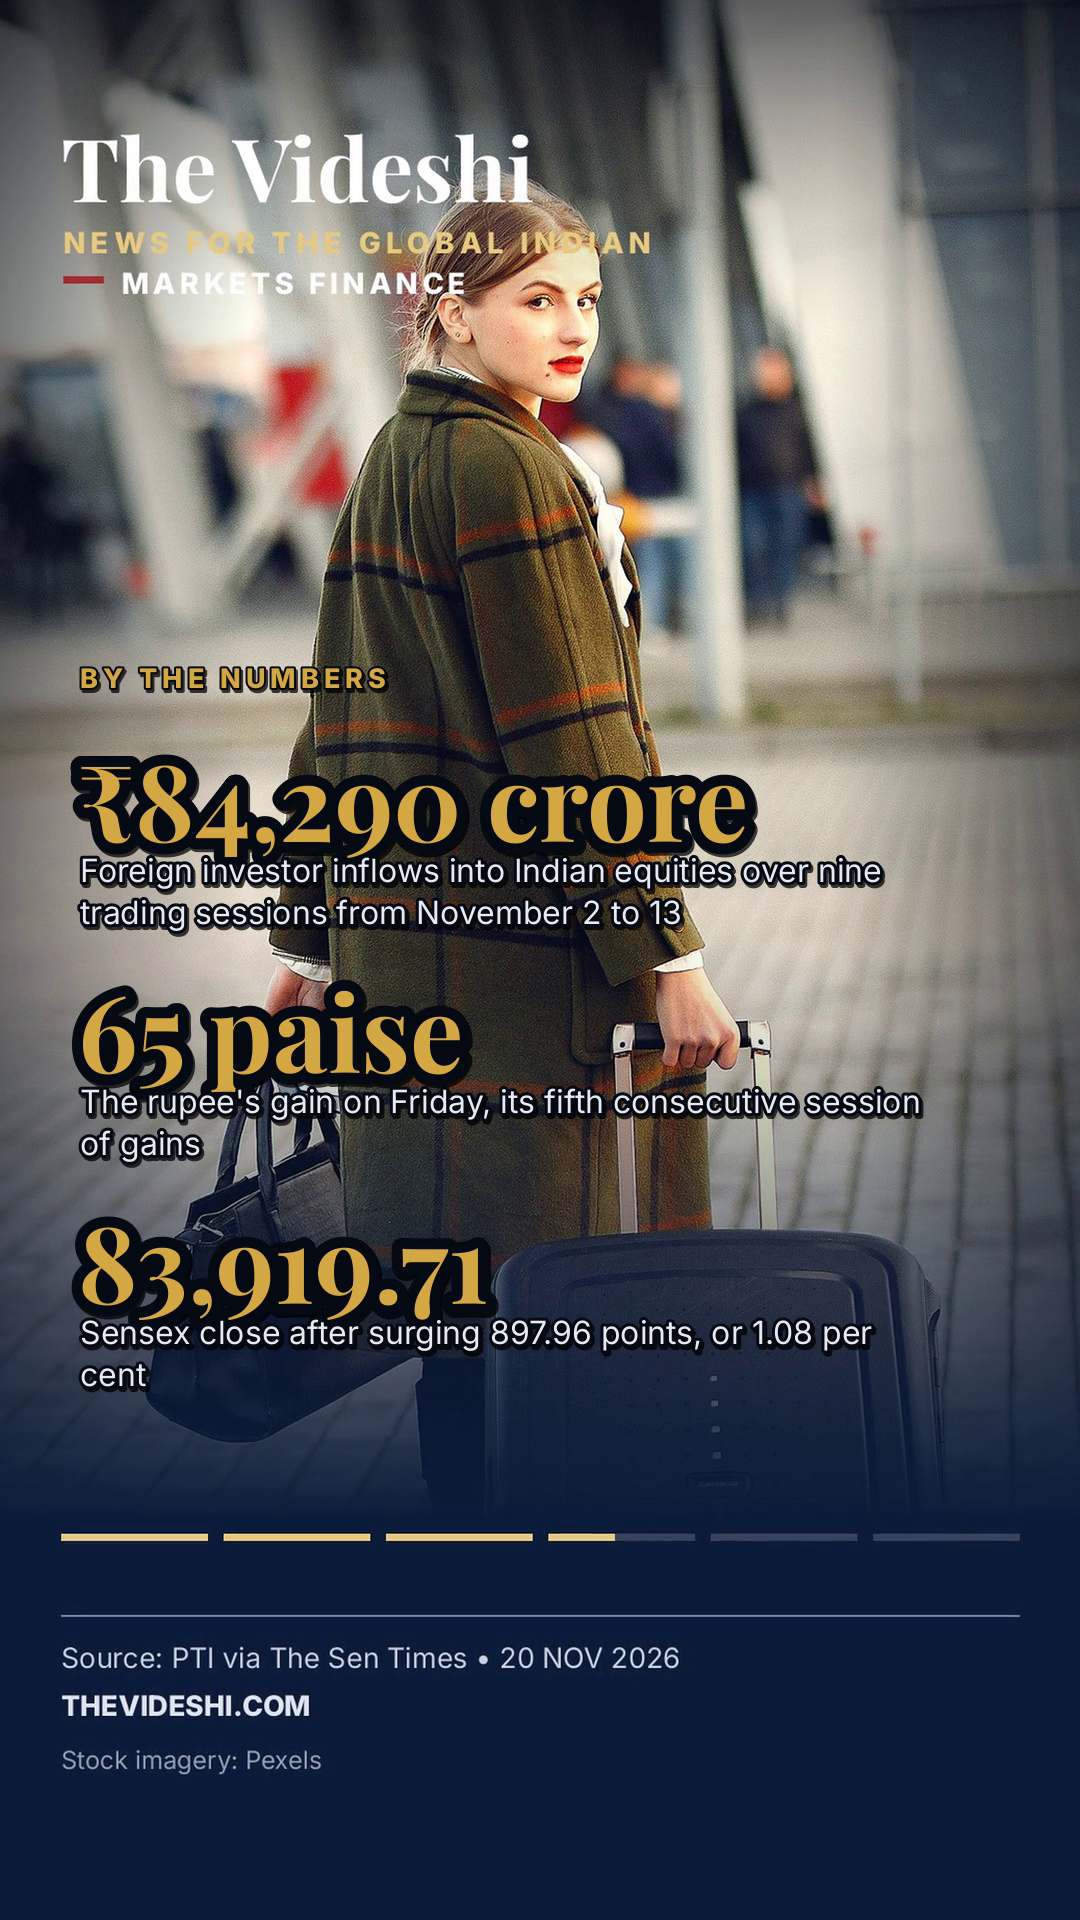 The Videshi
NEWS FOR THE GLOBAL INDIAN
MARKETS FINANCE
BY THE NUMBERS
₹84,290 crore
Foreign investor inflows into Indian equities over nine
trading sessions from November 2 to 13
65 paise
The rupee's gain on Friday, its fifth consecutive session
of gains
83,919.71
Sensex close after surging 897.96 points, or 1.08 per
cent
Source: PTI via The Sen Times • 20 NOV 2026
THEVIDESHI.COM
Stock imagery: Pexels